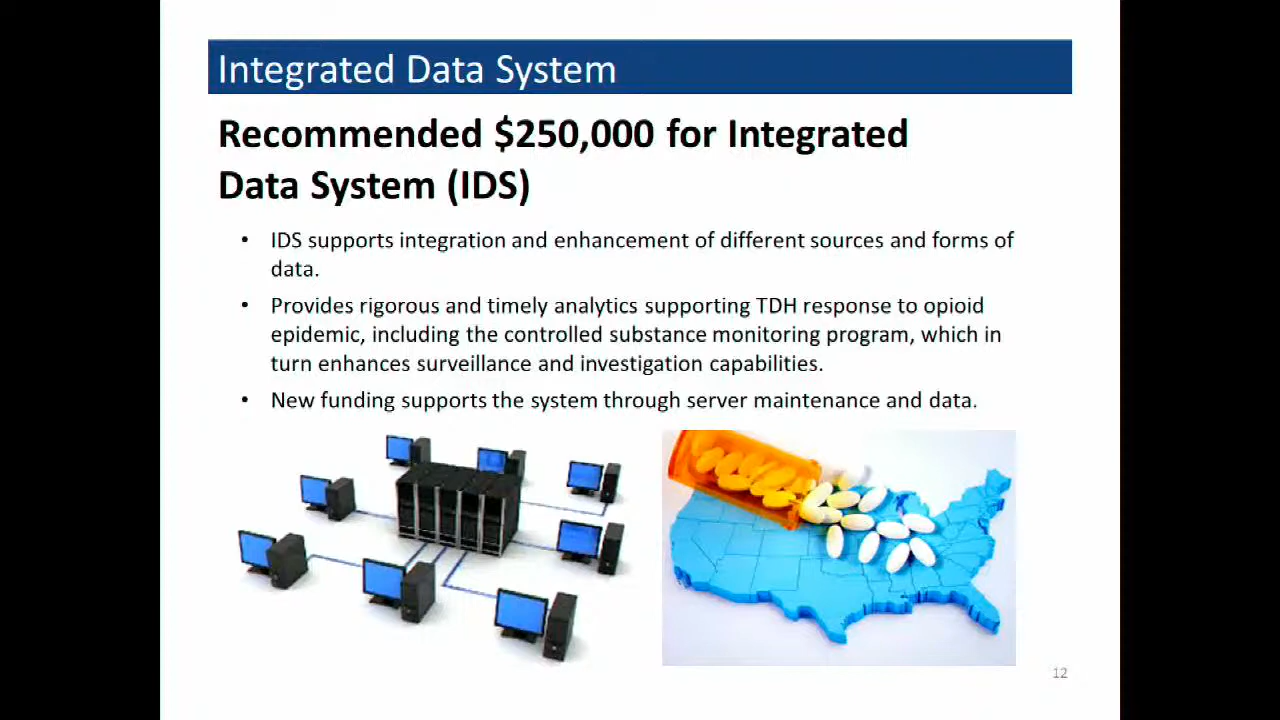 Integrated Data System
Recommended $250,000 for Integrated
Data System (IDS)
• IDS supports integration and enhancement of different sources and forms of
data.
• Provides rigorous and timely analytics supporting TDH response to opioid
epidemic, including the controlled substance monitoring program, which in
turn enhances surveillance and investigation capabilities.
• New funding supports the system through server maintenance and data.
12